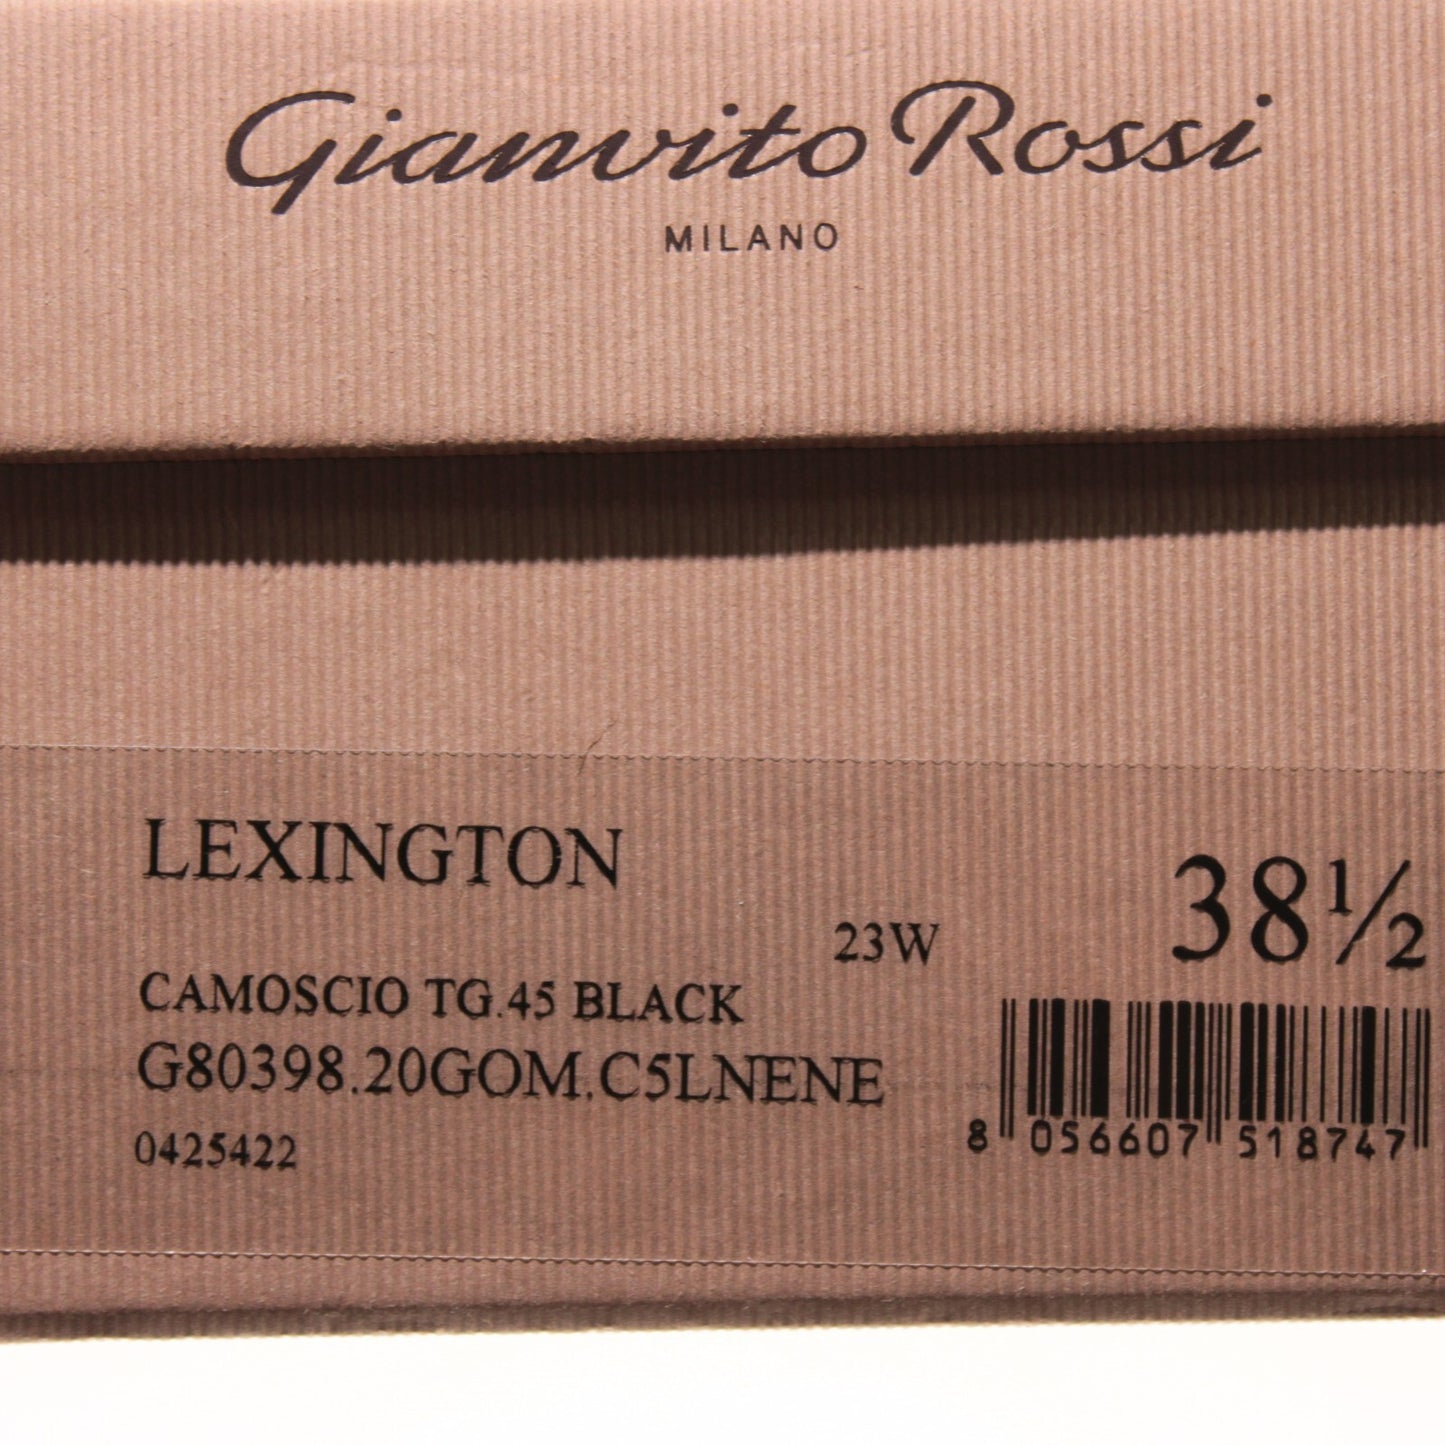 Gianvito Rossi
MILANO
LEXINGTON
23W
38½
CAMOSCIO TG.45 BLACK
G80398.20GOM.C5LNENE
0425422
8 056607 518747